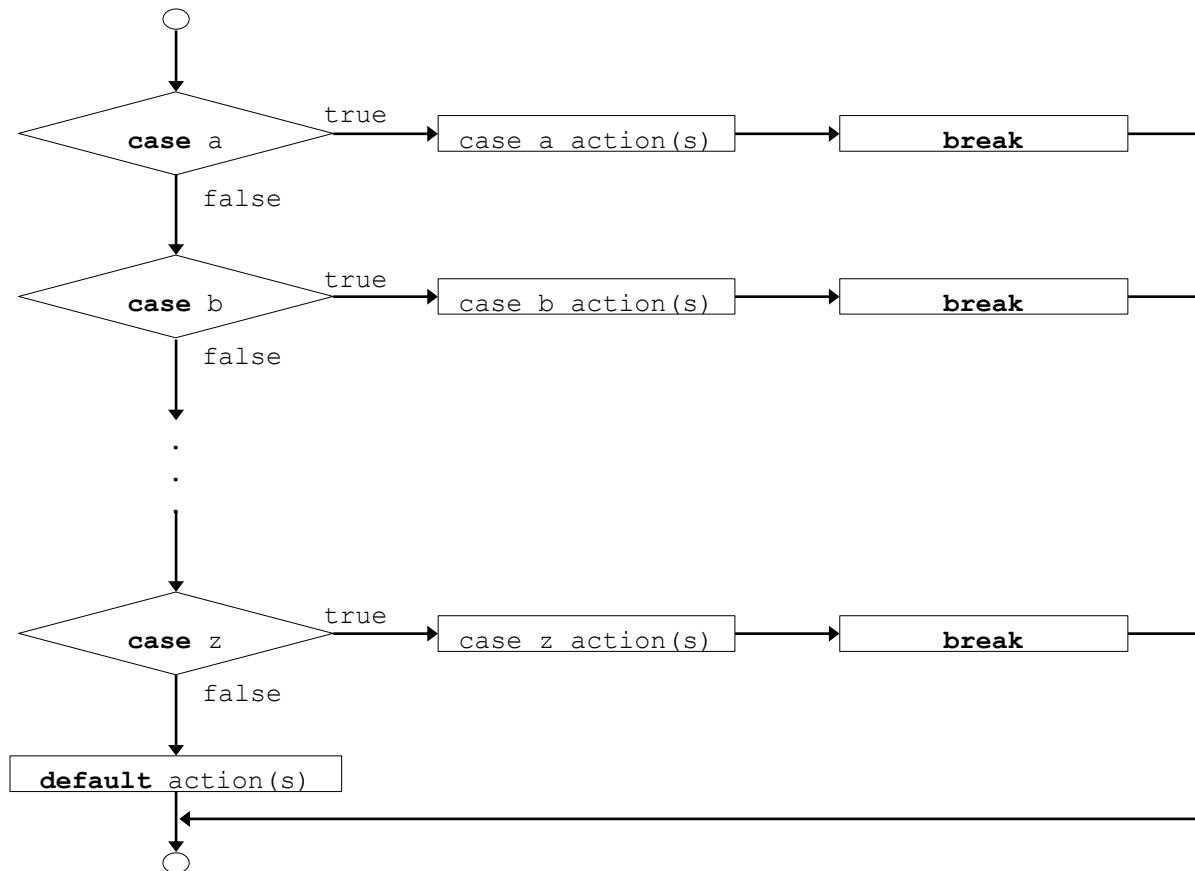 true
case a
case a action(s)
break
false
true
case b
case b action(s)
break
false
.
.
.
true
case z
case z action(s)
break
false
default action(s)